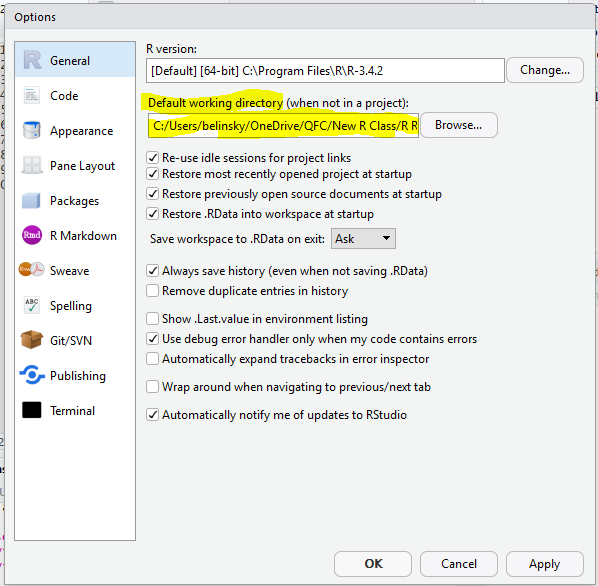 Options
General
Code
Appearance
Pane Layout
Packages
Rmd R Markdown
Sweave
ABC Spelling
Git/SVN
Publishing
Terminal
R version:
[Default] [64-bit] C:\Program Files\R\R-3.4.2
Change...
Default working directory (when not in a project):
C:/Users/belinsky/OneDrive/QFC/New R Class/R R
Browse...
Re-use idle sessions for project links
Restore most recently opened project at startup
Restore previously open source documents at startup
Restore .RData into workspace at startup
Save workspace to .RData on exit: Ask
Always save history (even when not saving .RData)
Remove duplicate entries in history
Show .Last.value in environment listing
Use debug error handler only when my code contains errors
Automatically expand tracebacks in error inspector
Wrap around when navigating to previous/next tab
Automatically notify me of updates to RStudio
OK
Cancel
Apply